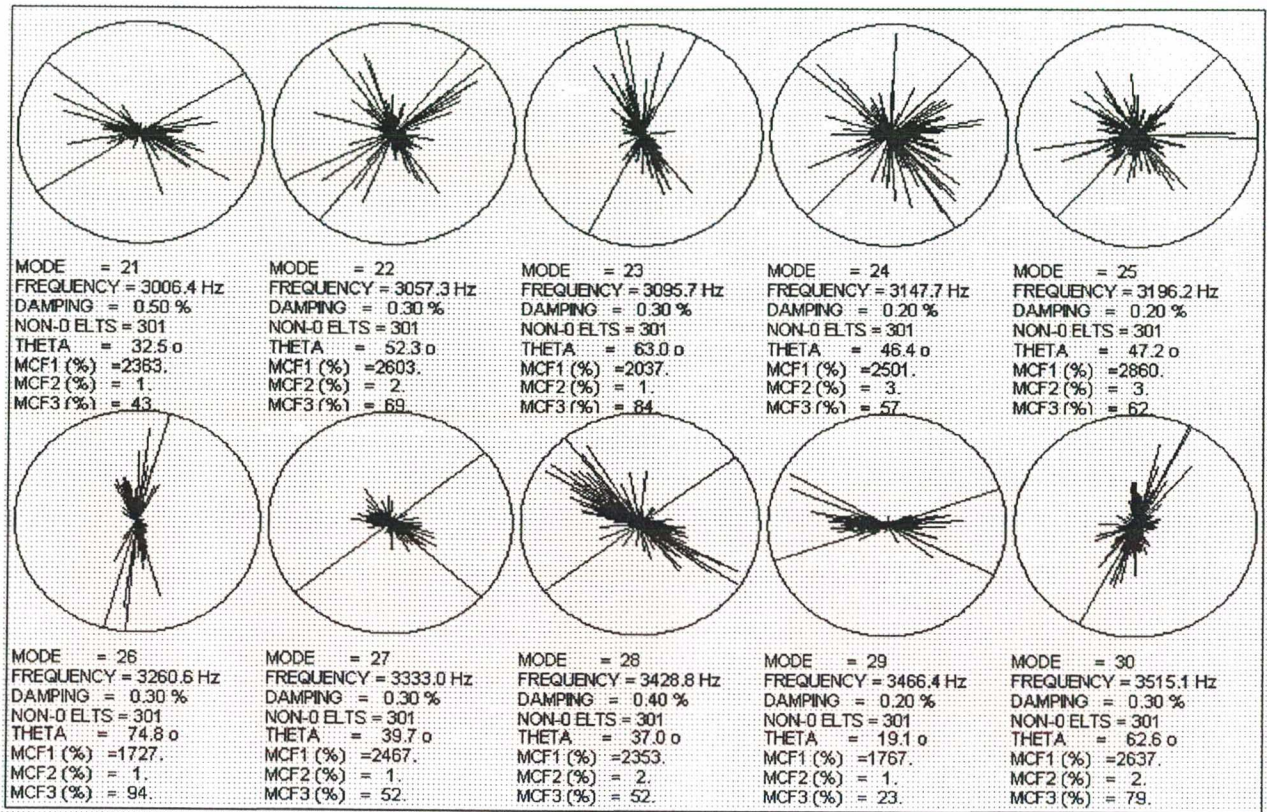 MODE = 21
FREQUENCY = 3006.4 Hz
DAMPING = 0.50 %
NON-0 ELTS = 301
THETA = 32.5 o
MCF1 (%) =2363.
MCF2 (%) = 1.
MCF3 (%) = 43.
MODE = 22
FREQUENCY = 3057.3 Hz
DAMPING = 0.30 %
NON-0 ELTS = 301
THETA = 52.3 o
MCF1 (%) =2603.
MCF2 (%) = 2.
MCF3 (%) = 69.
MODE = 23
FREQUENCY = 3095.7 Hz
DAMPING = 0.30 %
NON-0 ELTS = 301
THETA = 63.0 o
MCF1 (%) =2037.
MCF2 (%) = 1.
MCF3 (%) = 84.
MODE = 24
FREQUENCY = 3147.7 Hz
DAMPING = 0.20 %
NON-0 ELTS = 301
THETA = 46.4 o
MCF1 (%) =2501.
MCF2 (%) = 3.
MCF3 (%) = 57.
MODE = 25
FREQUENCY = 3196.2 Hz
DAMPING = 0.20 %
NON-0 ELTS = 301
THETA = 47.2 o
MCF1 (%) =2860.
MCF2 (%) = 3.
MCF3 (%) = 62.
MODE = 26
FREQUENCY = 3260.6 Hz
DAMPING = 0.30 %
NON-0 ELTS = 301
THETA = 74.8 o
MCF1 (%) =1727.
MCF2 (%) = 1.
MCF3 (%) = 94.
MODE = 27
FREQUENCY = 3333.0 Hz
DAMPING = 0.30 %
NON-0 ELTS = 301
THETA = 39.7 o
MCF1 (%) =2467.
MCF2 (%) = 1.
MCF3 (%) = 52.
MODE = 28
FREQUENCY = 3428.8 Hz
DAMPING = 0.40 %
NON-0 ELTS = 301
THETA = 37.0 o
MCF1 (%) =2353.
MCF2 (%) = 2.
MCF3 (%) = 52.
MODE = 29
FREQUENCY = 3466.4 Hz
DAMPING = 0.20 %
NON-0 ELTS = 301
THETA = 19.1 o
MCF1 (%) =1767.
MCF2 (%) = 1.
MCF3 (%) = 23.
MODE = 30
FREQUENCY = 3515.1 Hz
DAMPING = 0.30 %
NON-0 ELTS = 301
THETA = 62.6 o
MCF1 (%) =2637.
MCF2 (%) = 2.
MCF3 (%) = 79.